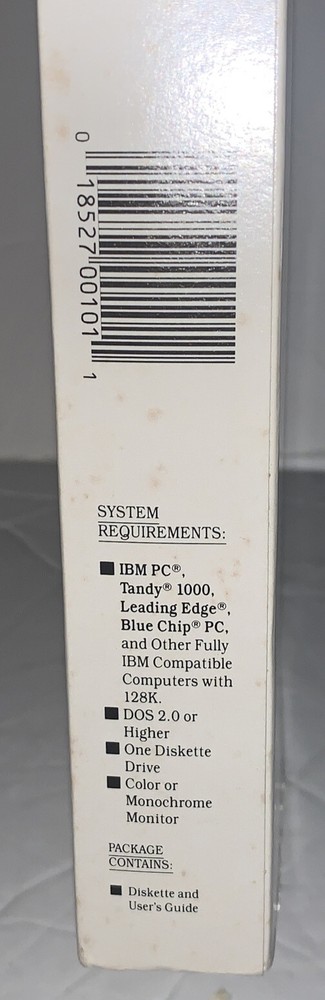 0 18527 00101 1
SYSTEM
REQUIREMENTS:
■ IBM PC®,
Tandy® 1000,
Leading Edge®,
Blue Chip® PC,
and Other Fully
IBM Compatible
Computers with
128K.
■ DOS 2.0 or
Higher
■ One Diskette
Drive
■ Color or
Monochrome
Monitor
PACKAGE
CONTAINS:
■ Diskette and
User's Guide